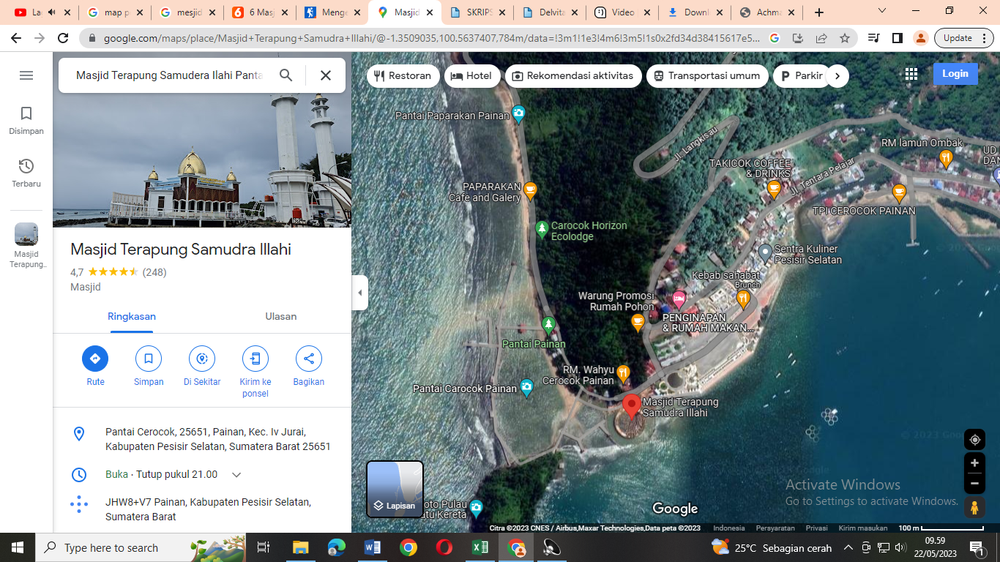 La
map p
mesjid
6 Masj
Menge
Masjid
SKRIPS
Delvita
Video
Downl
Achma
google.com/maps/place/Masjid+Terapung+Samudra+Illahi/@-1.3509035,100.5637407,784m/data=!3m1!1e3!4m6!3m5!1s0x2fd34d38415617e5...
Update
Masjid Terapung Samudera Ilahi Panta
Restoran
Hotel
Rekomendasi aktivitas
Transportasi umum
Parkir
Login
Disimpan
Terbaru
Masjid
Terapung..
Masjid Terapung Samudra Illahi
4,7 (248)
Masjid
Ringkasan
Ulasan
Rute
Simpan
Di Sekitar
Kirim ke
ponsel
Bagikan
Pantai Cerocok, 25651, Painan, Kec. Iv Jurai,
Kabupaten Pesisir Selatan, Sumatera Barat 25651
Buka · Tutup pukul 21.00
JHW8+V7 Painan, Kabupaten Pesisir Selatan,
Sumatera Barat
Pantai Paparakan Painan
Jl. Langkisau
RM lamun Ombak
UD
DAN
TAKICOK COFFEE
& DRINKS
Jl. Tentara Pelajar
PAPARAKAN
Cafe and Galery
TPI CEROCOK PAINAN
Carocok Horizon
Ecolodge
Sentra Kuliner
Pesisir Selatan
Kebab sahabat
Brunch
Warung Promosi
Rumah Pohon
PENGINAPAN
& RUMAH MAKAN...
Pantai Painan
RM. Wahyu
Cerocok Painan
Pantai Carocok Painan
Masjid Terapung
Samudra Illahi
oto Pulau
atu Kereta
Lapisan
Google
Activate Windows
Go to Settings to activate Windows.
Citra ©2023 CNES / Airbus,Maxar Technologies,Data peta ©2023
Indonesia
Persyaratan
Privasi
Kirim masukan
100 m
Type here to search
25°C Sebagian cerah
09.59
22/05/2023
1